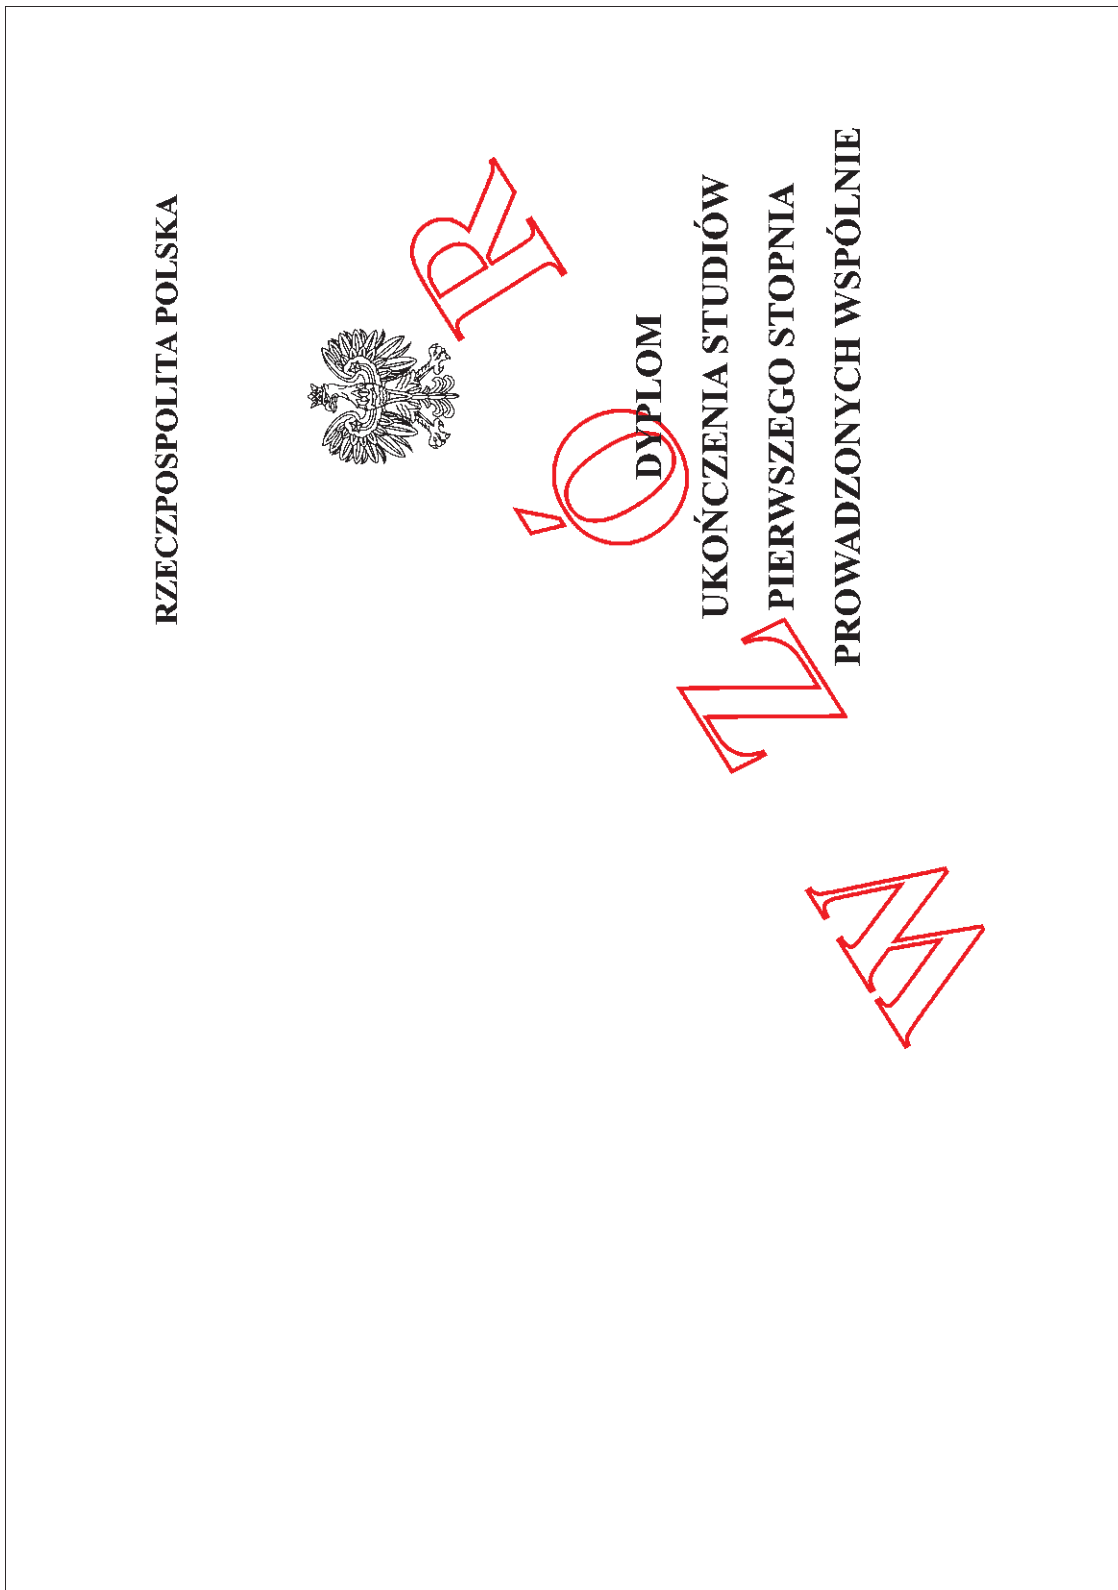 RZECZPOSPOLITA POLSKA
DYPLOM
UKOŃCZENIA STUDIÓW
PIERWSZEGO STOPNIA
PROWADZONYCH WSPÓLNIE
WZÓR